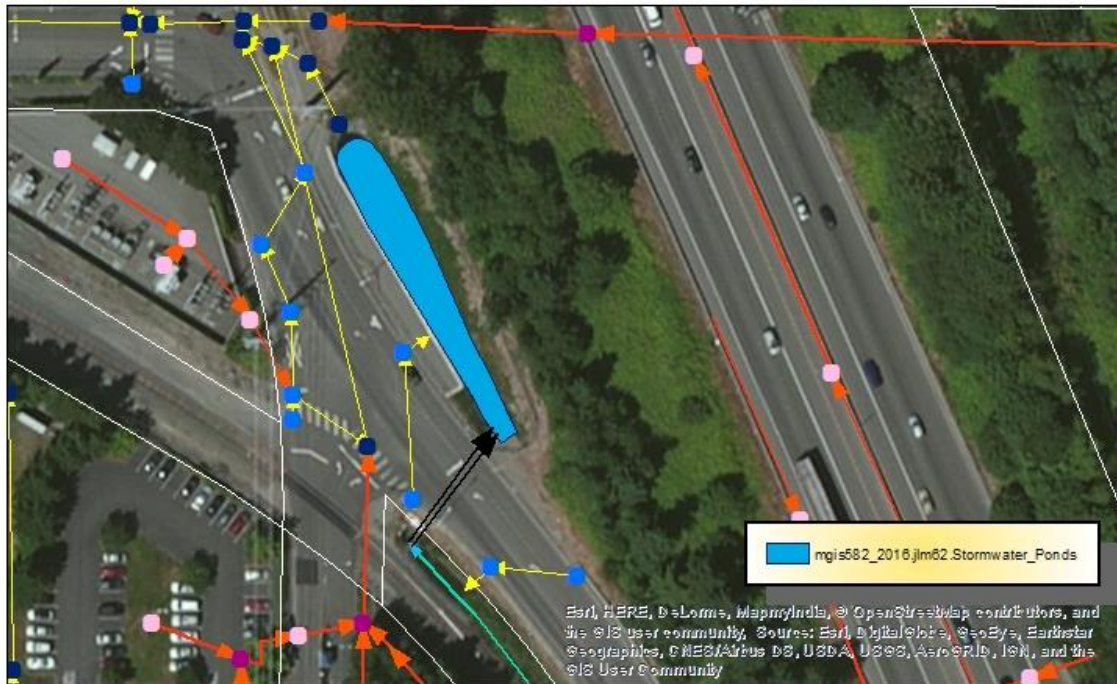 mgis582_2016.jlm62.Stormwater_Ponds
Esri, HERE, DeLorme, MapmyIndia, © OpenStreetMap contributors, and
the GIS user community, Source: Esri, DigitalGlobe, GeoEye, Earthstar
Geographics, CNES/Airbus DS, USDA, USGS, AeroGRID, IGN, and the
GIS User Community